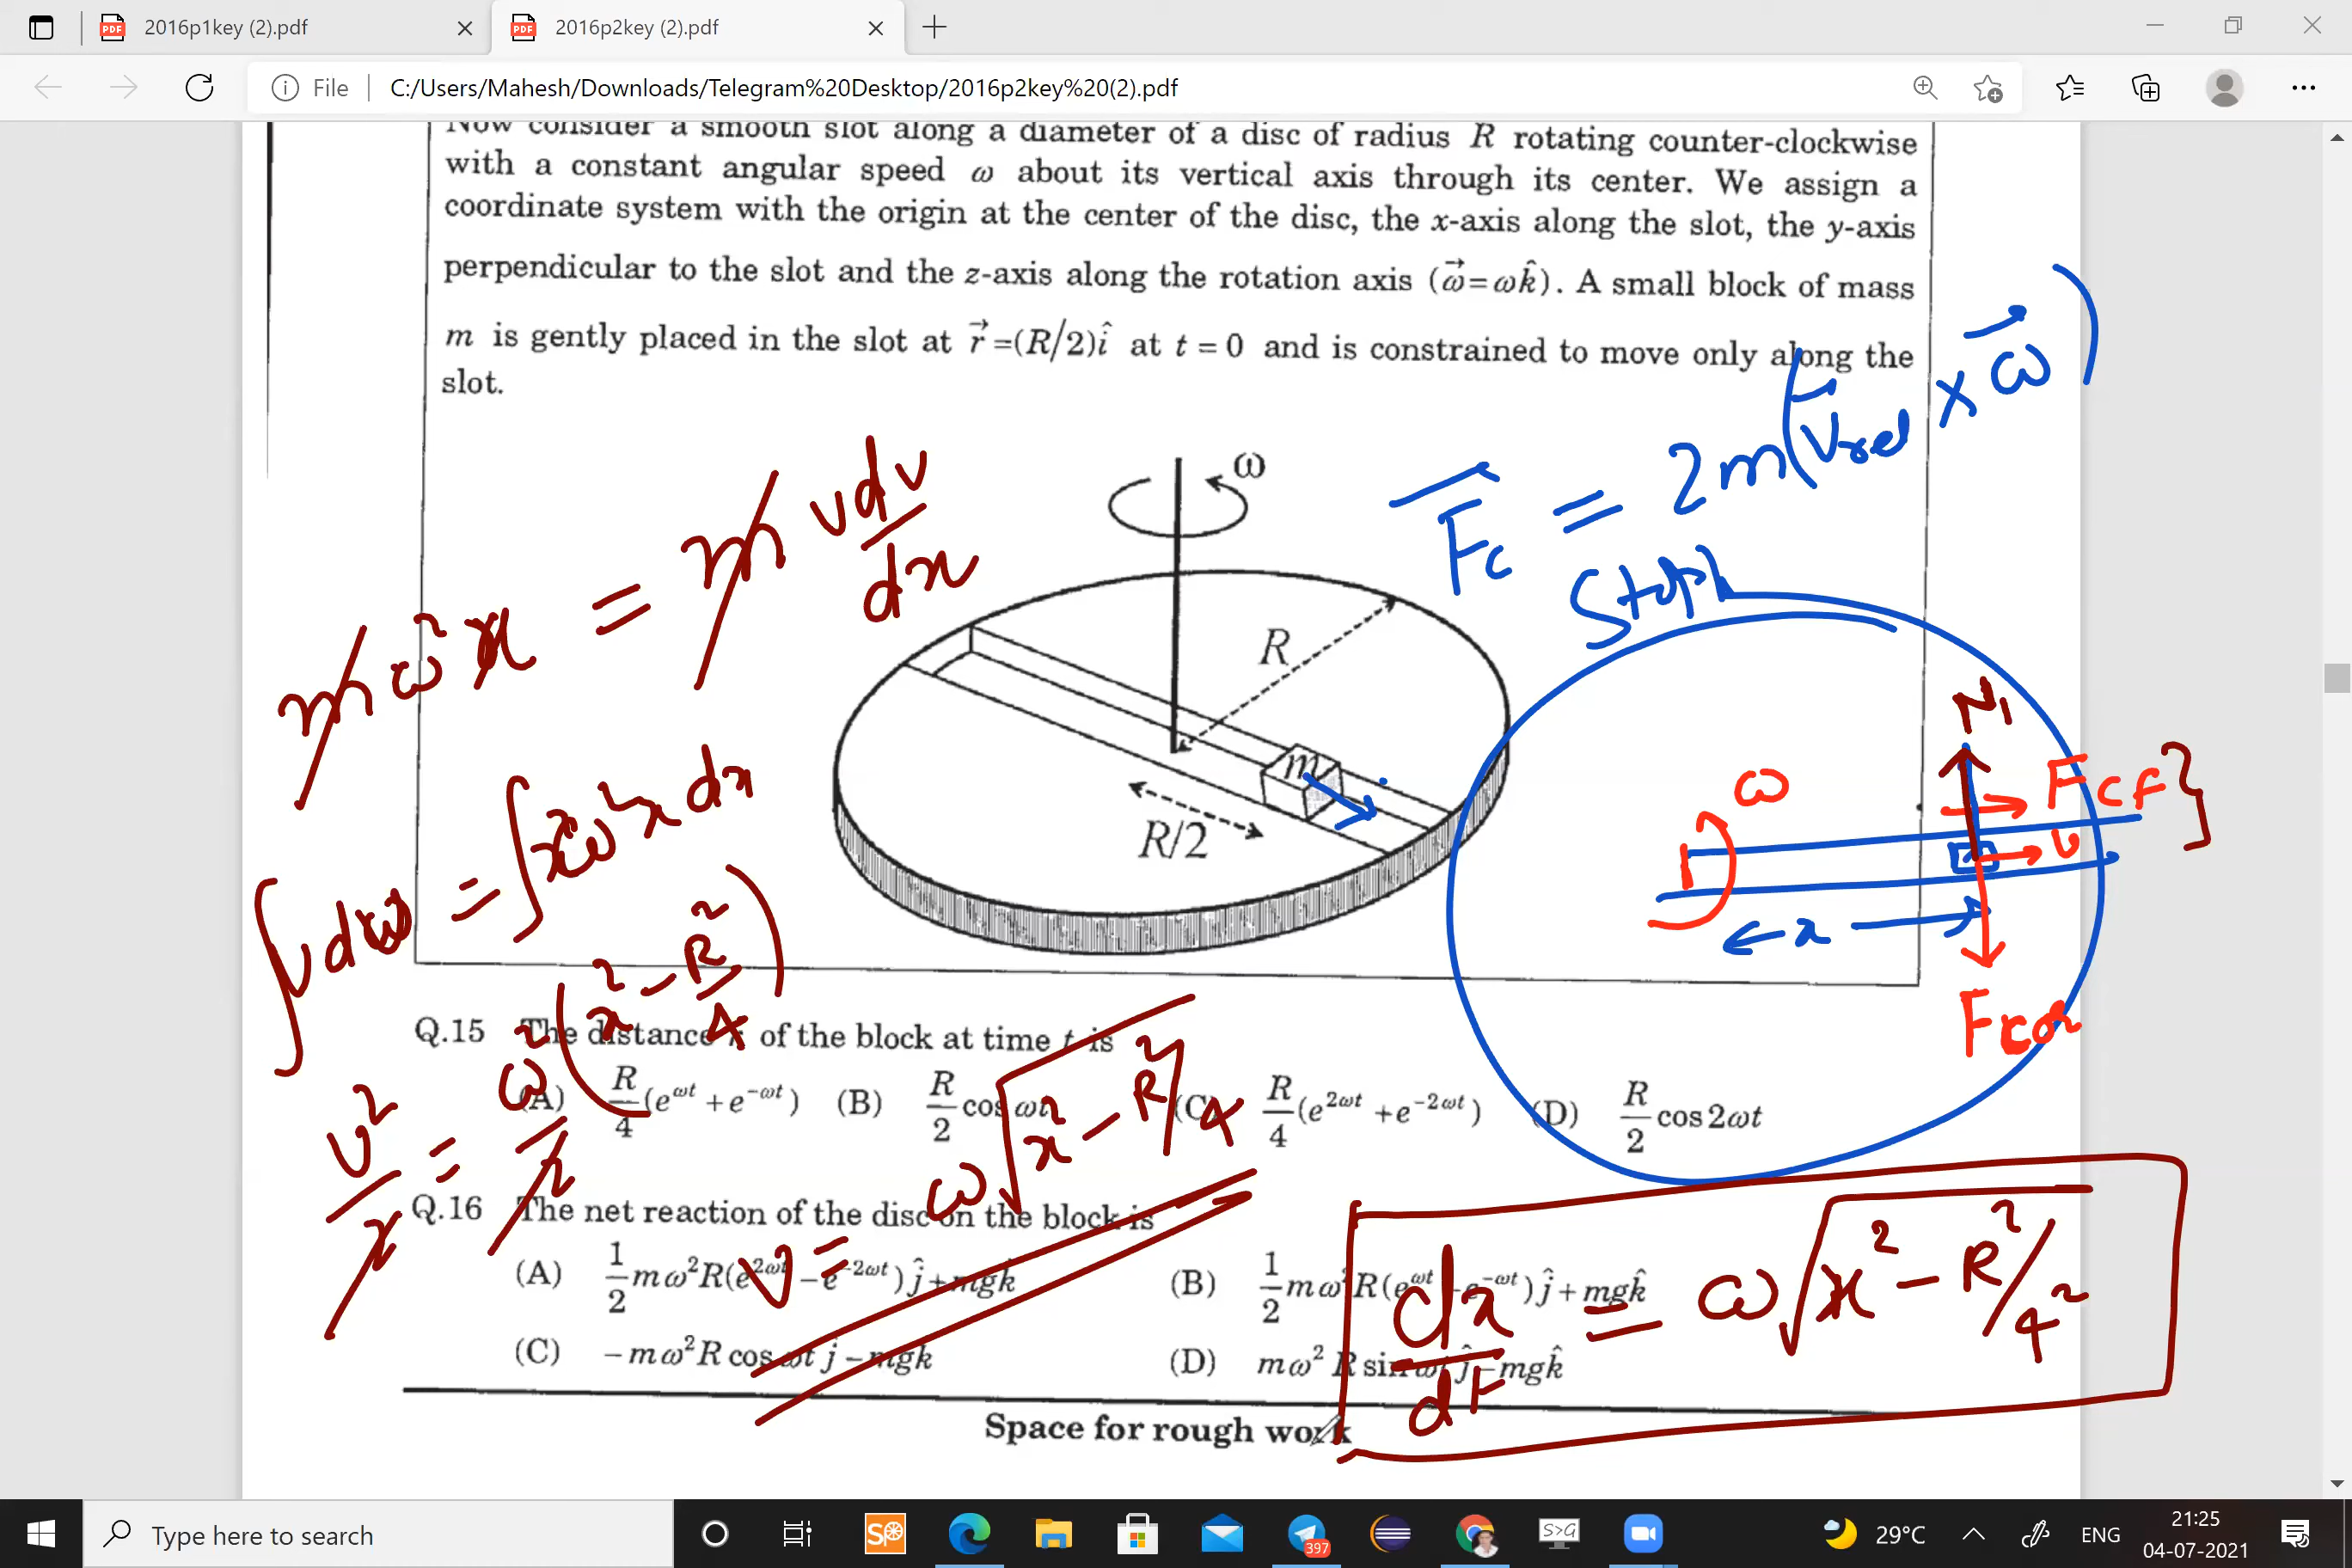 2016p1key (2).pdf
2016p2key (2).pdf
File C:/Users/Mahesh/Downloads/Telegram%20Desktop/2016p2key%20(2).pdf
Now consider a smooth slot along a diameter of a disc of radius R rotating counter-clockwise
with a constant angular speed ω about its vertical axis through its center. We assign a
coordinate system with the origin at the center of the disc, the x-axis along the slot, the y-axis
perpendicular to the slot and the z-axis along the rotation axis (ω⃗=ωk̂). A small block of mass
m is gently placed in the slot at r⃗ =(R/2)î at t = 0 and is constrained to move only along the
slot.
F̅c = 2m(v⃗rel × ω⃗)
Stoph
mω²x = m vdv/dx
ω
R
m
R/2
N₁
Fcf
ω
v
x
Fcor
∫vdv = ∫ω²x dx
v²/2 = ω²/2 (x² − R²/4)
v = ω√(x² − R²/4)
dx/dt = ω√(x² − R²/4²)
Q.15 The distance r of the block at time t is
(A) R/4 (e^ωt + e^−ωt) (B) R/2 cos ωt (C) R/4 (e^2ωt + e^−2ωt) (D) R/2 cos 2ωt
Q.16 The net reaction of the disc on the block is
(A) 1/2 mω²R(e^2ωt − e^−2ωt) ĵ + mgk̂ (B) 1/2 mω²R(e^ωt − e^−ωt) ĵ + mgk̂
(C) −mω²R cos ωt ĵ − mgk̂ (D) mω² R sin ωt ĵ − mgk̂
Space for rough work
Type here to search
SP
397
S>G
29°C
ENG
21:25
04-07-2021